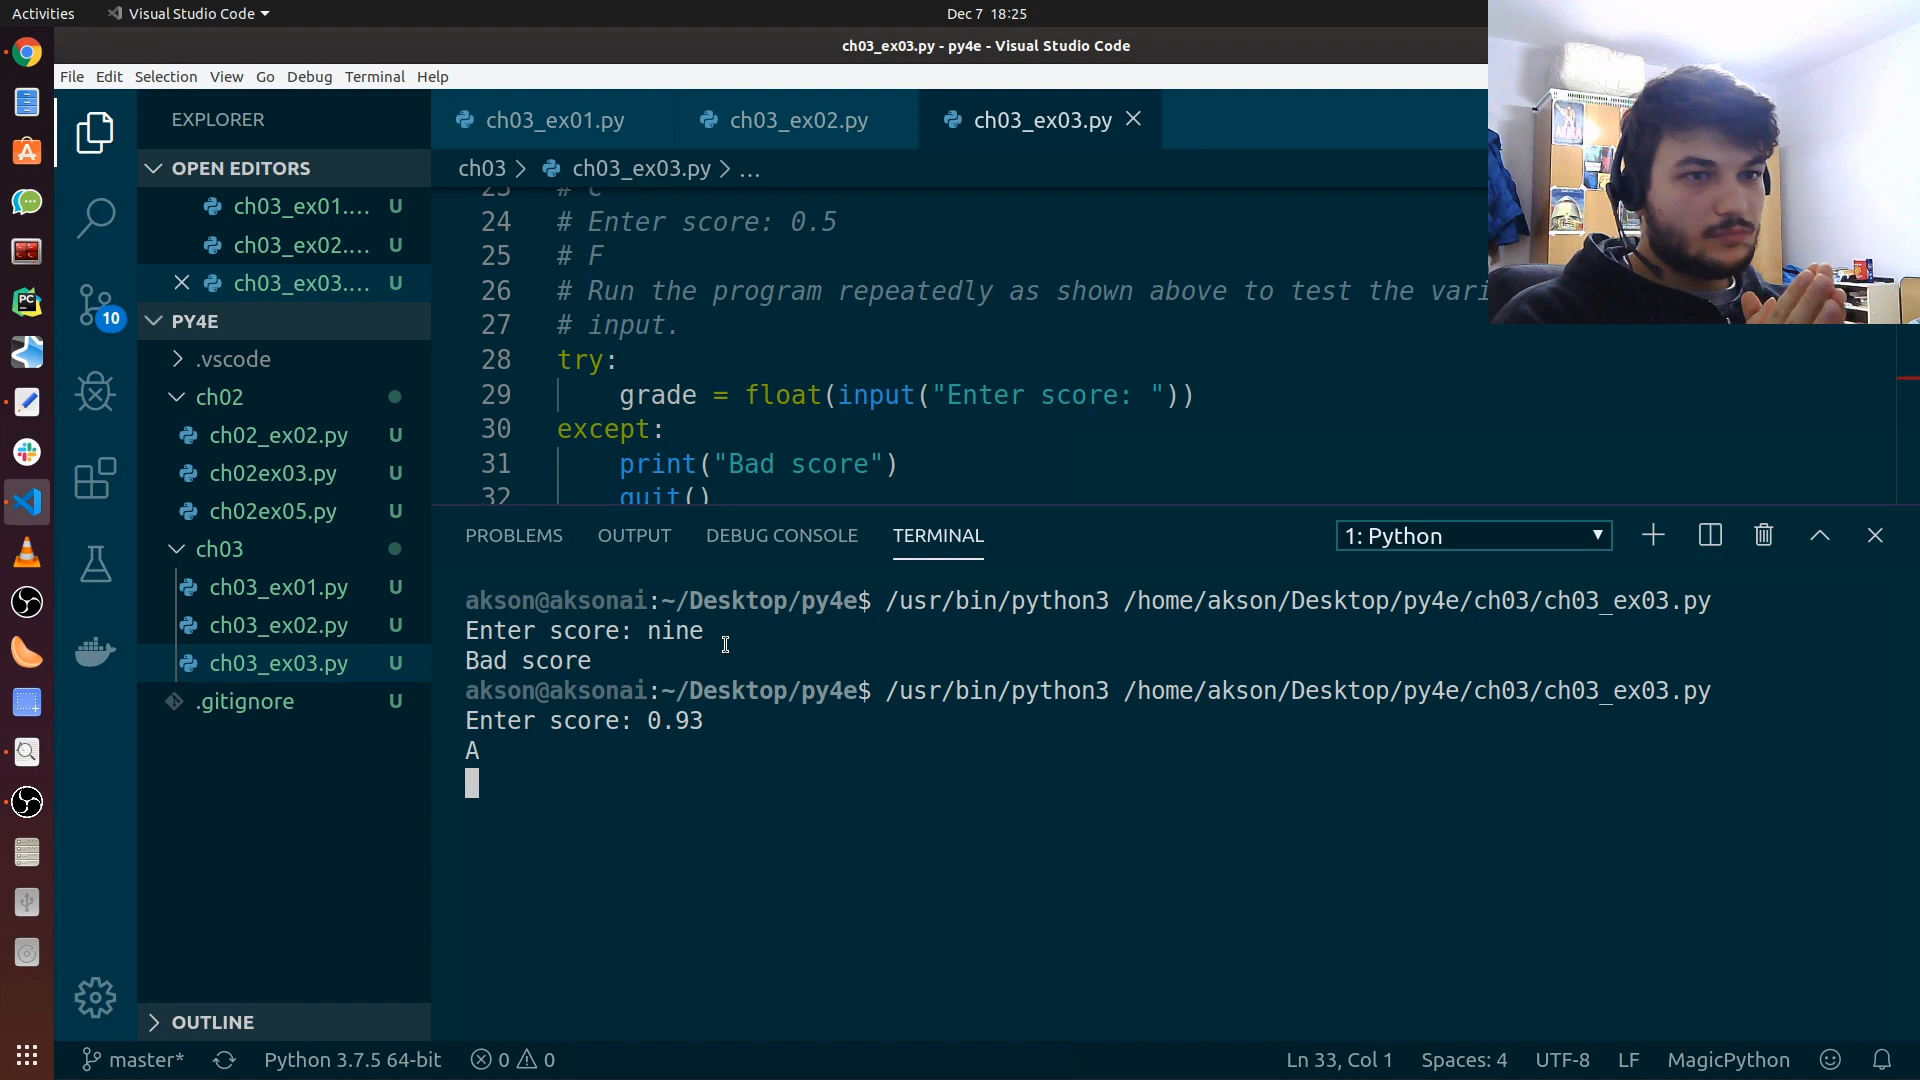 Activities
Visual Studio Code
Dec 7 18:25
ch03_ex03.py - py4e - Visual Studio Code
File Edit Selection View Go Debug Terminal Help
EXPLORER
OPEN EDITORS
ch03_ex01.... U
ch03_ex02.... U
ch03_ex03.... U
PY4E
.vscode
ch02
ch02_ex02.py U
ch02ex03.py U
ch02ex05.py U
ch03
ch03_ex01.py U
ch03_ex02.py U
ch03_ex03.py U
.gitignore U
OUTLINE
10
PC
ch03_ex01.py
ch03_ex02.py
ch03_ex03.py
ch03 > ch03_ex03.py > ...
23 # C
24 # Enter score: 0.5
25 # F
26 # Run the program repeatedly as shown above to test the vari
27 # input.
28 try:
29 grade = float(input("Enter score: "))
30 except:
31 print("Bad score")
32 quit()
PROBLEMS OUTPUT DEBUG CONSOLE TERMINAL
1: Python
akson@aksonai:~/Desktop/py4e$ /usr/bin/python3 /home/akson/Desktop/py4e/ch03/ch03_ex03.py
Enter score: nine
Bad score
akson@aksonai:~/Desktop/py4e$ /usr/bin/python3 /home/akson/Desktop/py4e/ch03/ch03_ex03.py
Enter score: 0.93
A
master* Python 3.7.5 64-bit 0 0
Ln 33, Col 1 Spaces: 4 UTF-8 LF MagicPython